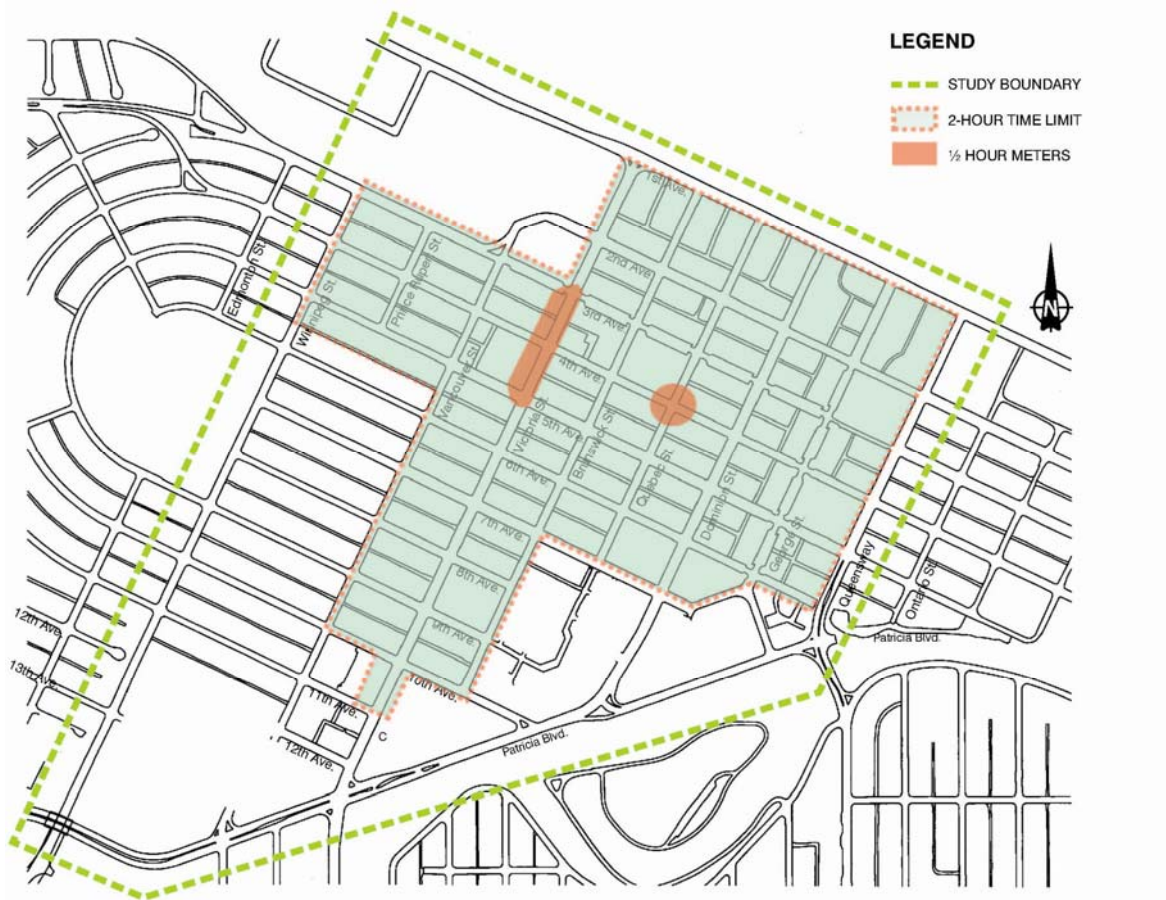 LEGEND
STUDY BOUNDARY
2-HOUR TIME LIMIT
½ HOUR METERS
1st Ave.
2nd Ave
3rd Ave.
4th Ave.
5th Ave.
6th Ave.
7th Ave.
8th Ave.
9th Ave.
10th Ave.
11th Ave.
12th Ave.
12th Ave.
13th Ave.
Edmonton St.
Winnipeg St.
Prince Rupert St.
Vancouver St.
Victoria St.
Brunswick St.
Quebec St.
Dominion St.
George St.
Queensway
Ontario St.
Patricia Blvd.
Patricia Blvd.
N
C